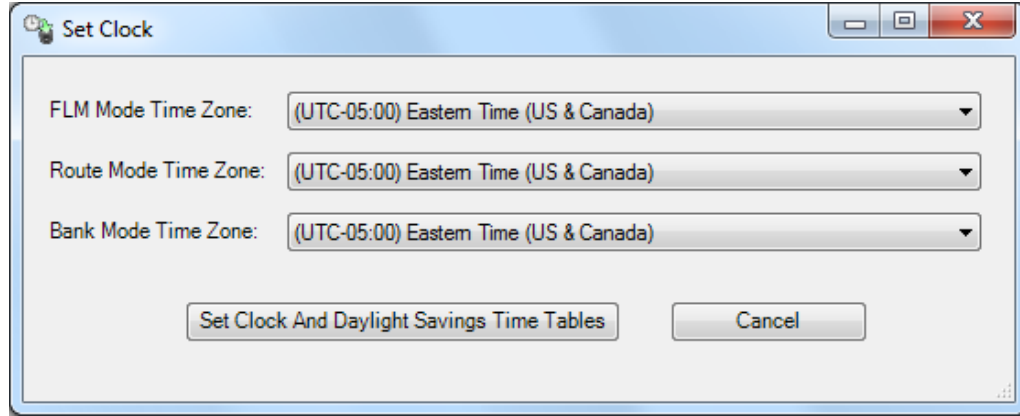 Set Clock
FLM Mode Time Zone: (UTC-05:00) Eastern Time (US & Canada)
Route Mode Time Zone: (UTC-05:00) Eastern Time (US & Canada)
Bank Mode Time Zone: (UTC-05:00) Eastern Time (US & Canada)
Set Clock And Daylight Savings Time Tables Cancel